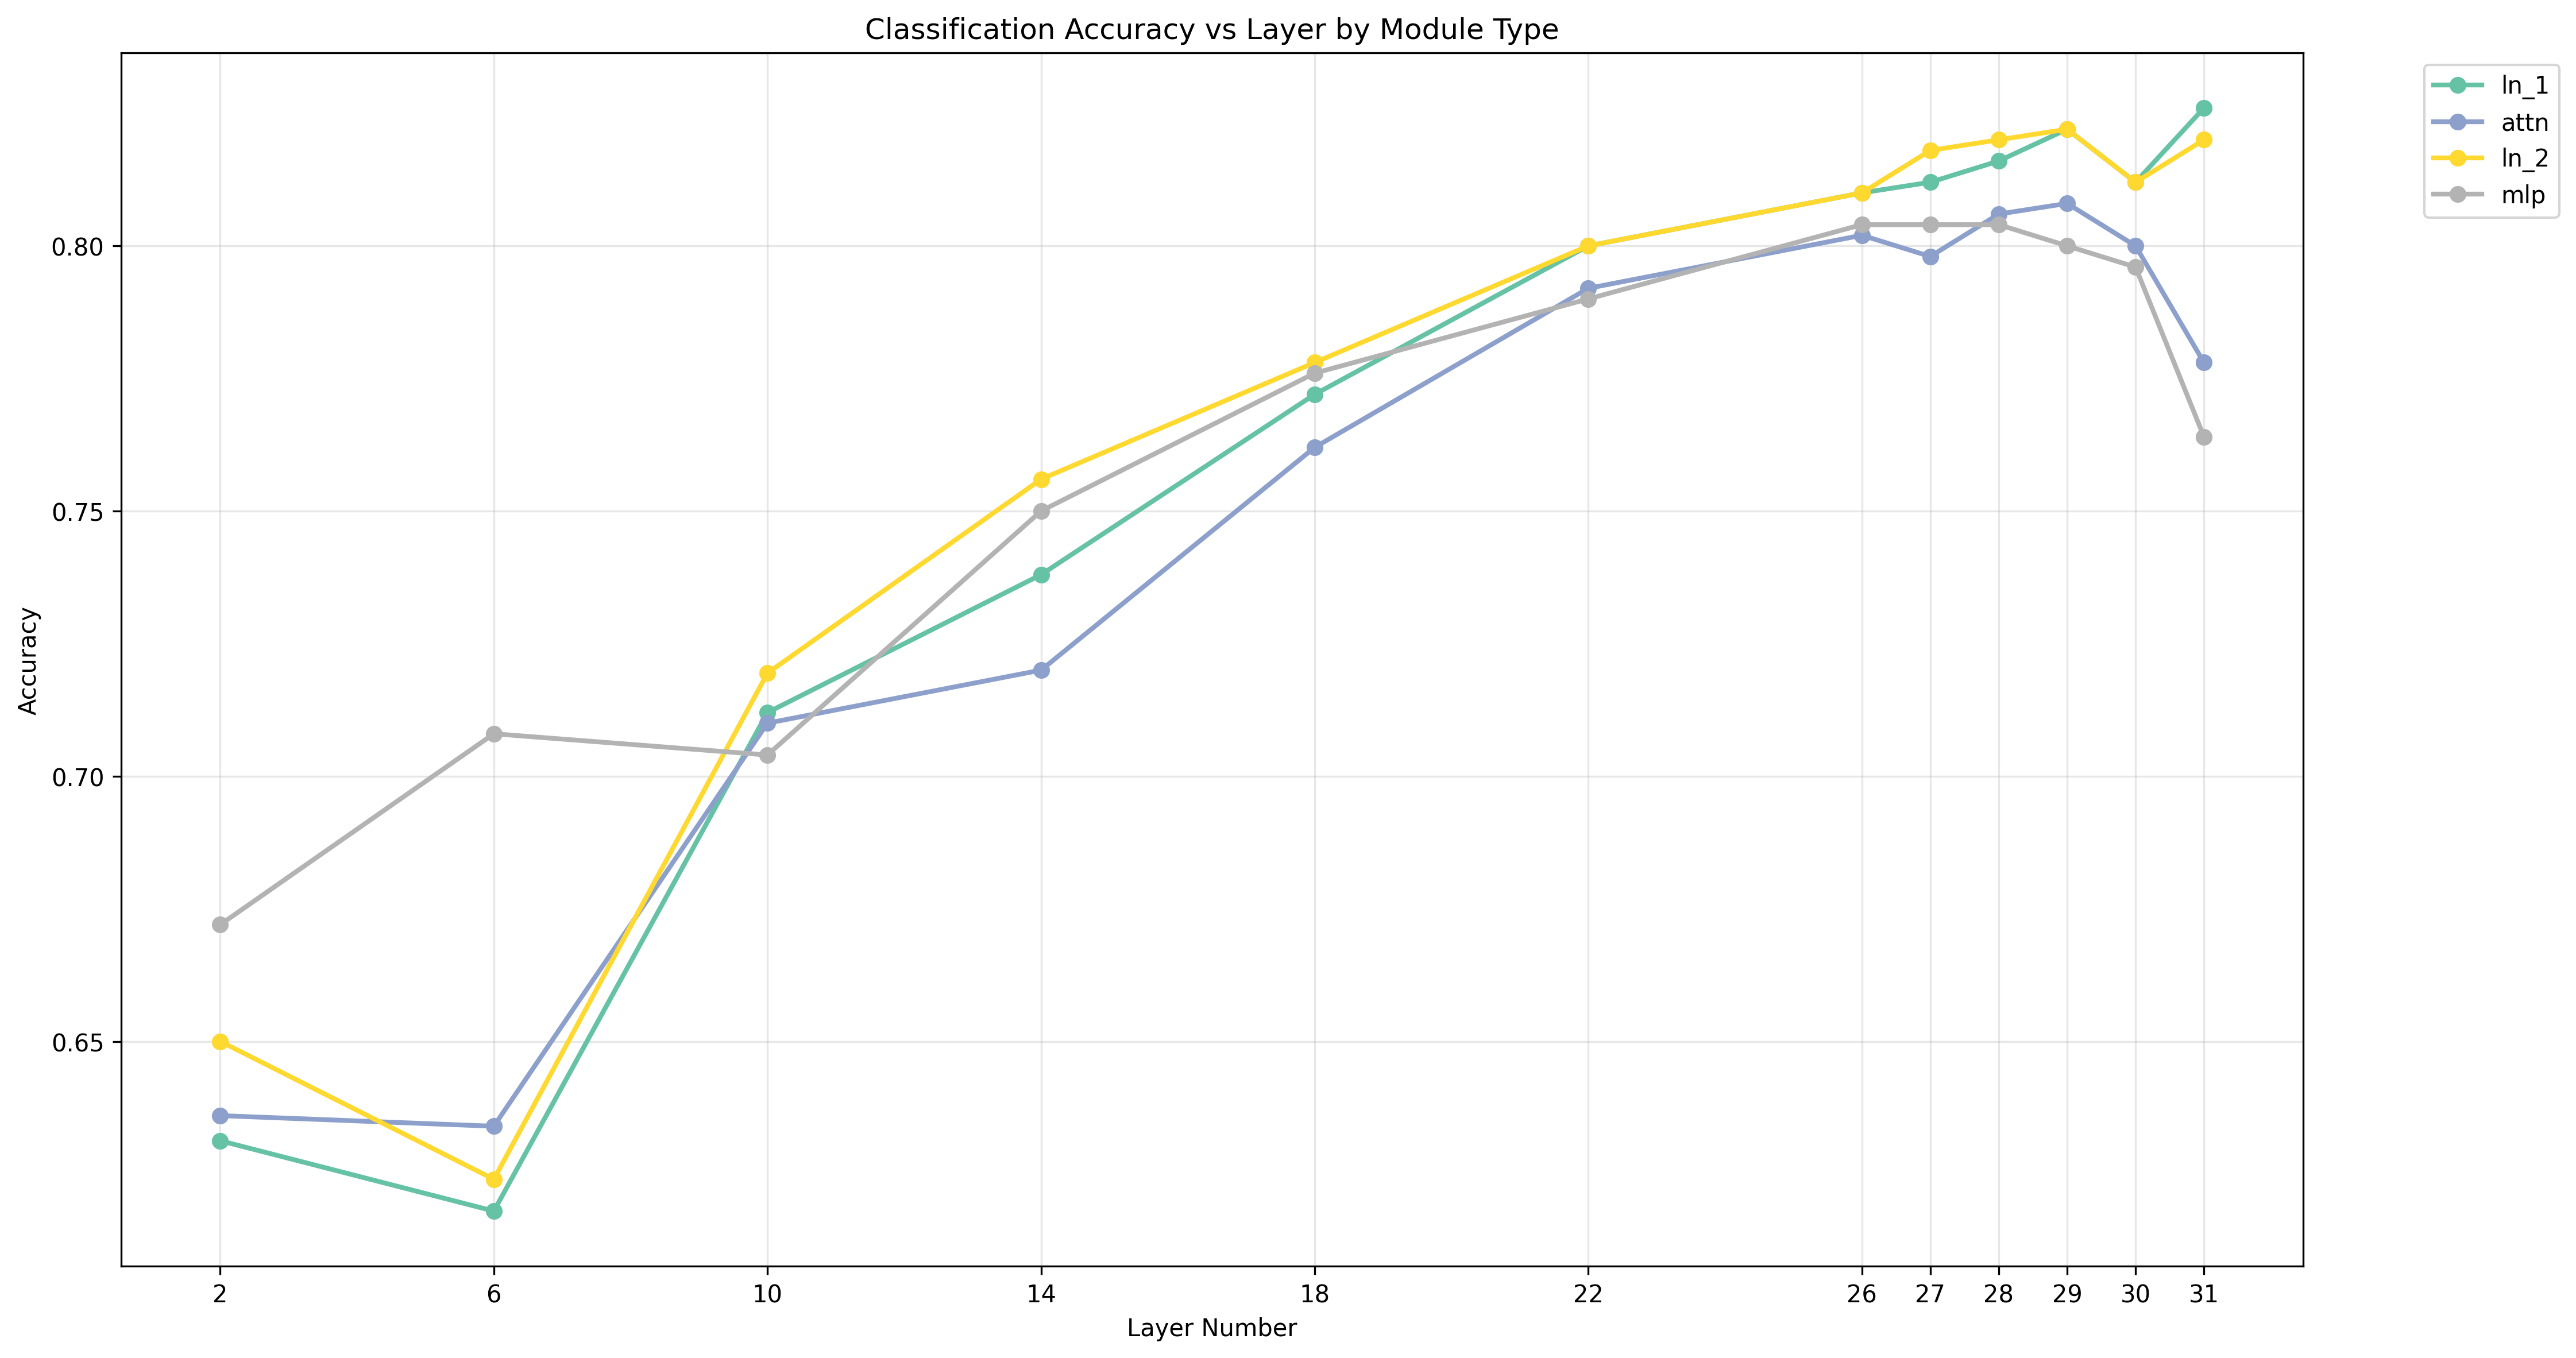 Classification Accuracy vs Layer by Module Type
ln_1
attn
ln_2
mlp
0.80
0.75
0.70
0.65
Accuracy
2 6 10 14 18 22 26 27 28 29 30 31
Layer Number